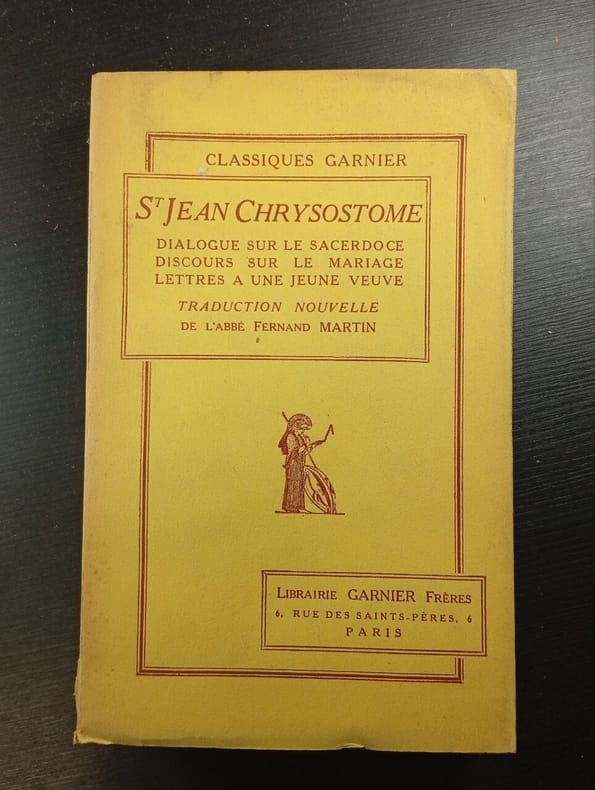 CLASSIQUES GARNIER
ST JEAN CHRYSOSTOME
DIALOGUE SUR LE SACERDOCE
DISCOURS SUR LE MARIAGE
LETTRES A UNE JEUNE VEUVE
TRADUCTION NOUVELLE
DE L'ABBÉ FERNAND MARTIN
LIBRAIRIE GARNIER FRÈRES
6, RUE DES SAINTS-PÈRES, 6
PARIS